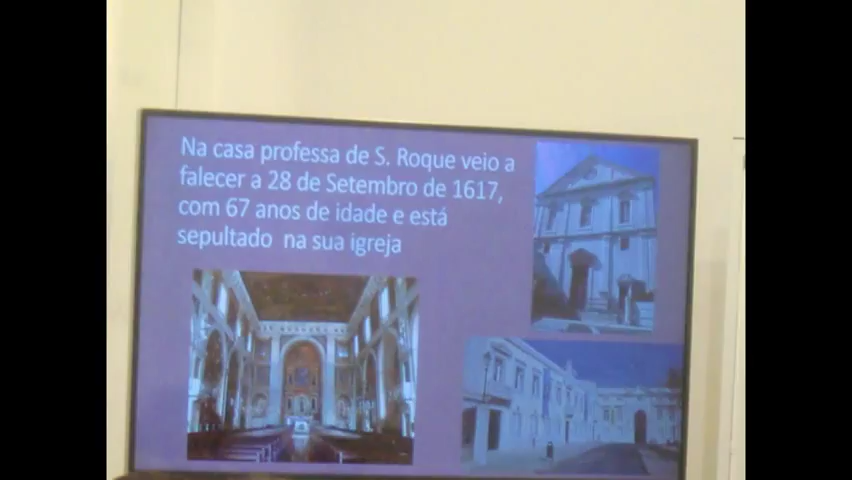 Na casa professa de S. Roque veio a
falecer a 28 de Setembro de 1617,
com 67 anos de idade e está
sepultado na sua igreja